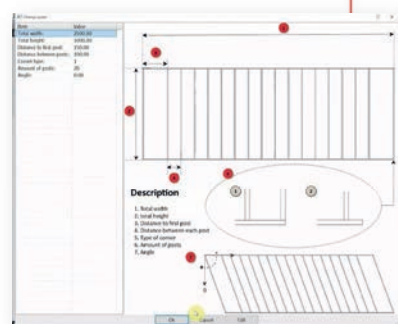 Item Value
Total width: 2500.00
Total height: 1000.00
Distance to first post: 250.00
Distance between posts: 100.00
Corner type: 1
Amount of posts: 20
Angle: 0.00
1
2
Description
1. Total width
2. total height
3. Distance to first post
4. Distance between each post
5. Type of corner
6. Amount of posts
7. Angle
Ok Cancel Edit